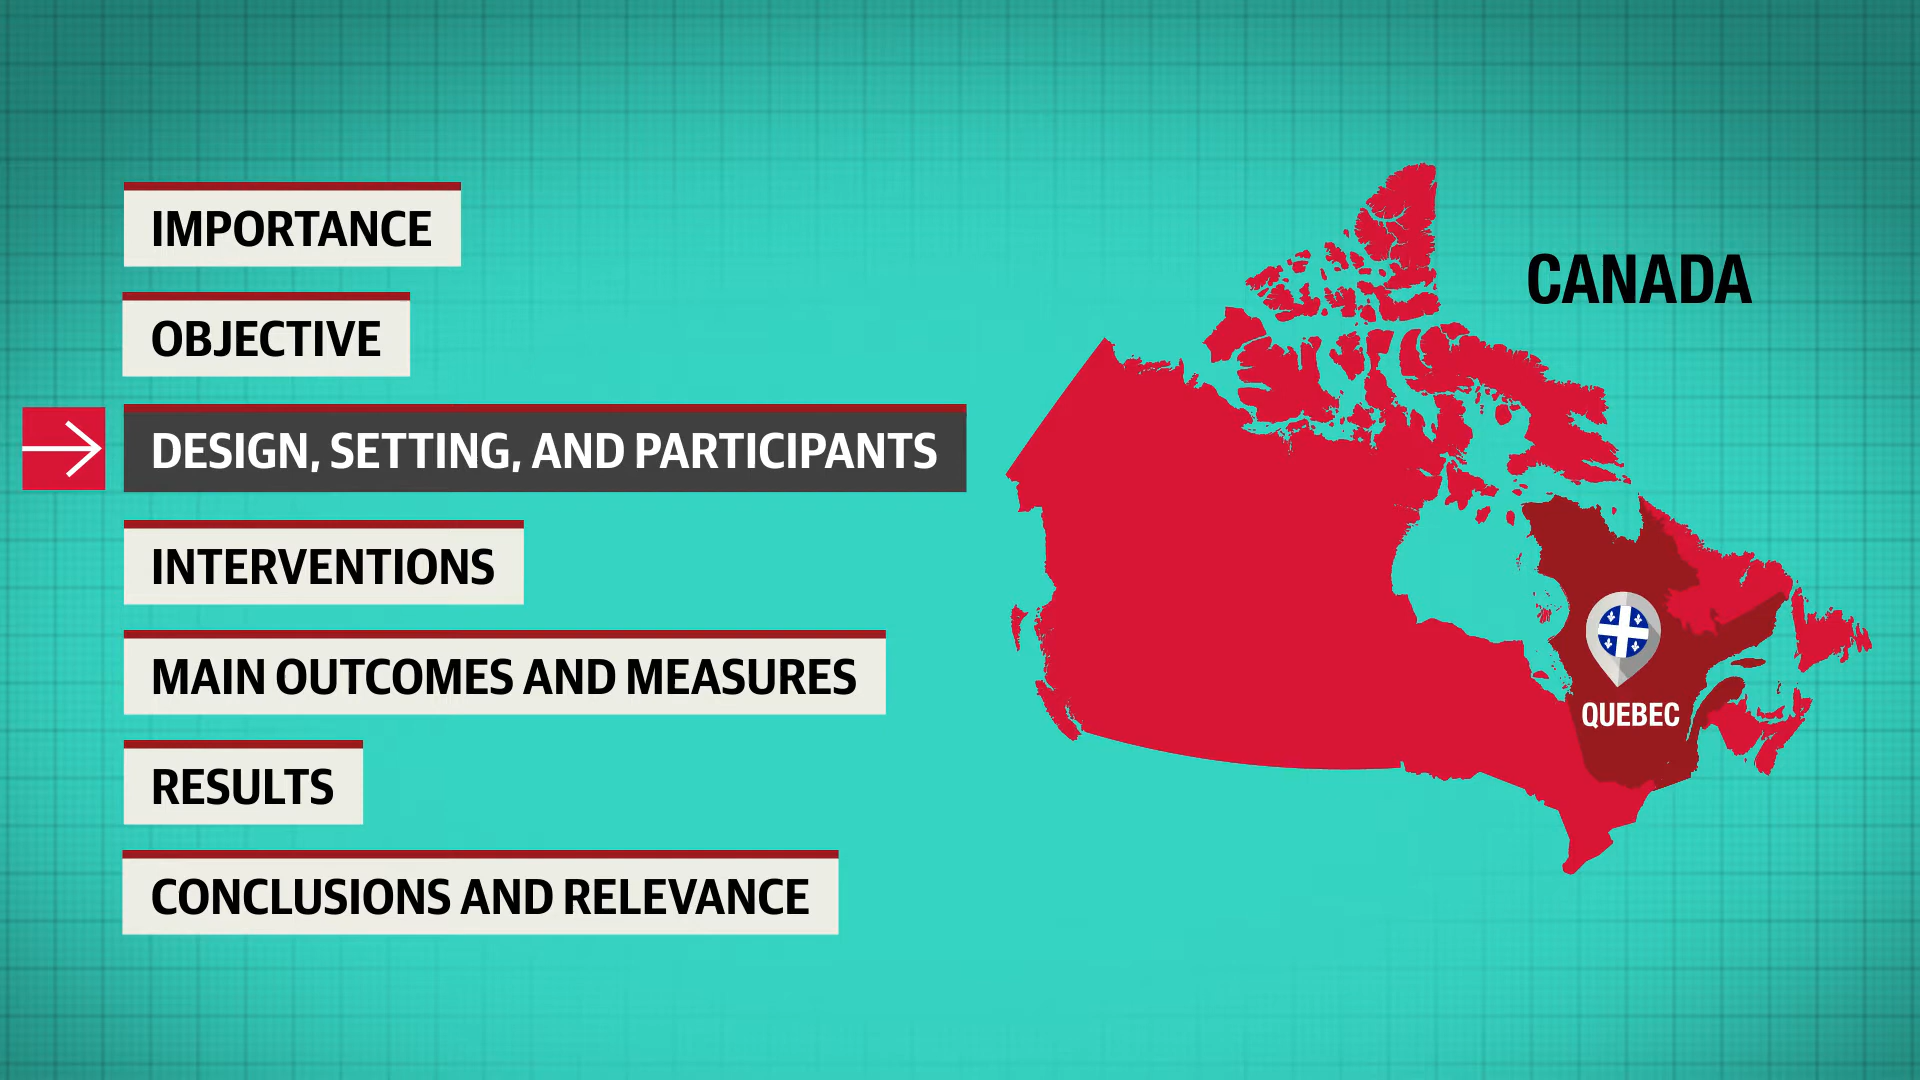 IMPORTANCE
OBJECTIVE
DESIGN, SETTING, AND PARTICIPANTS
INTERVENTIONS
MAIN OUTCOMES AND MEASURES
RESULTS
CONCLUSIONS AND RELEVANCE
CANADA
QUEBEC